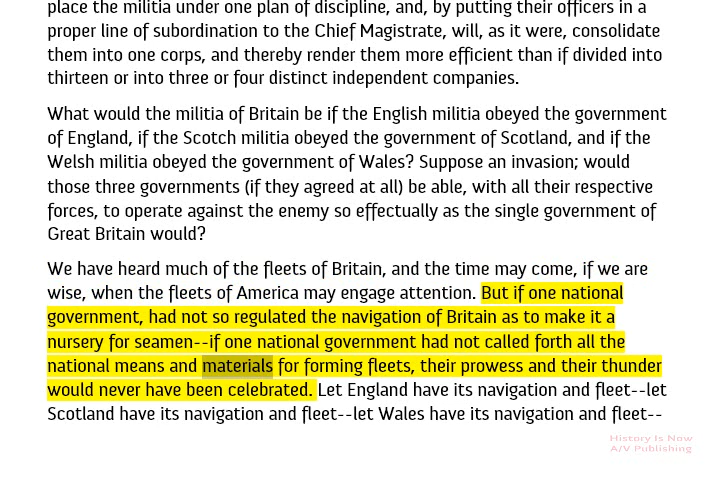 place the militia under one plan of discipline, and, by putting their officers in a
proper line of subordination to the Chief Magistrate, will, as it were, consolidate
them into one corps, and thereby render them more efficient than if divided into
thirteen or into three or four distinct independent companies.
What would the militia of Britain be if the English militia obeyed the government
of England, if the Scotch militia obeyed the government of Scotland, and if the
Welsh militia obeyed the government of Wales? Suppose an invasion; would
those three governments (if they agreed at all) be able, with all their respective
forces, to operate against the enemy so effectually as the single government of
Great Britain would?
We have heard much of the fleets of Britain, and the time may come, if we are
wise, when the fleets of America may engage attention. But if one national
government, had not so regulated the navigation of Britain as to make it a
nursery for seamen--if one national government had not called forth all the
national means and materials for forming fleets, their prowess and their thunder
would never have been celebrated. Let England have its navigation and fleet--let
Scotland have its navigation and fleet--let Wales have its navigation and fleet--
History Is Now
A/V Publishing